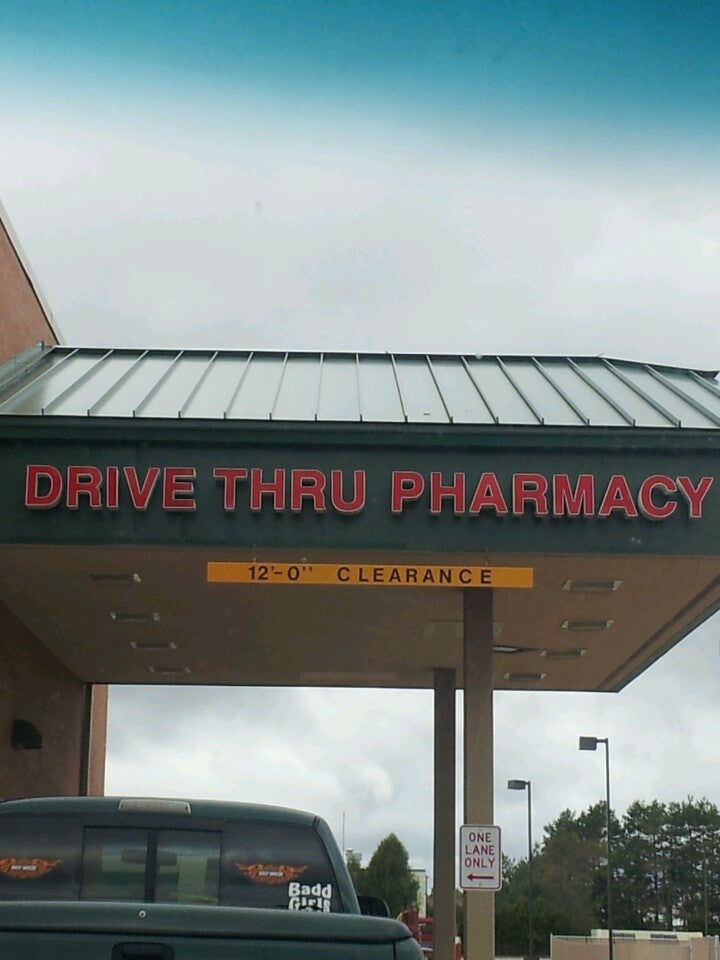 DRIVE THRU PHARMACY
12'-0" CLEARANCE
ONE
LANE
ONLY
Badd
Girls